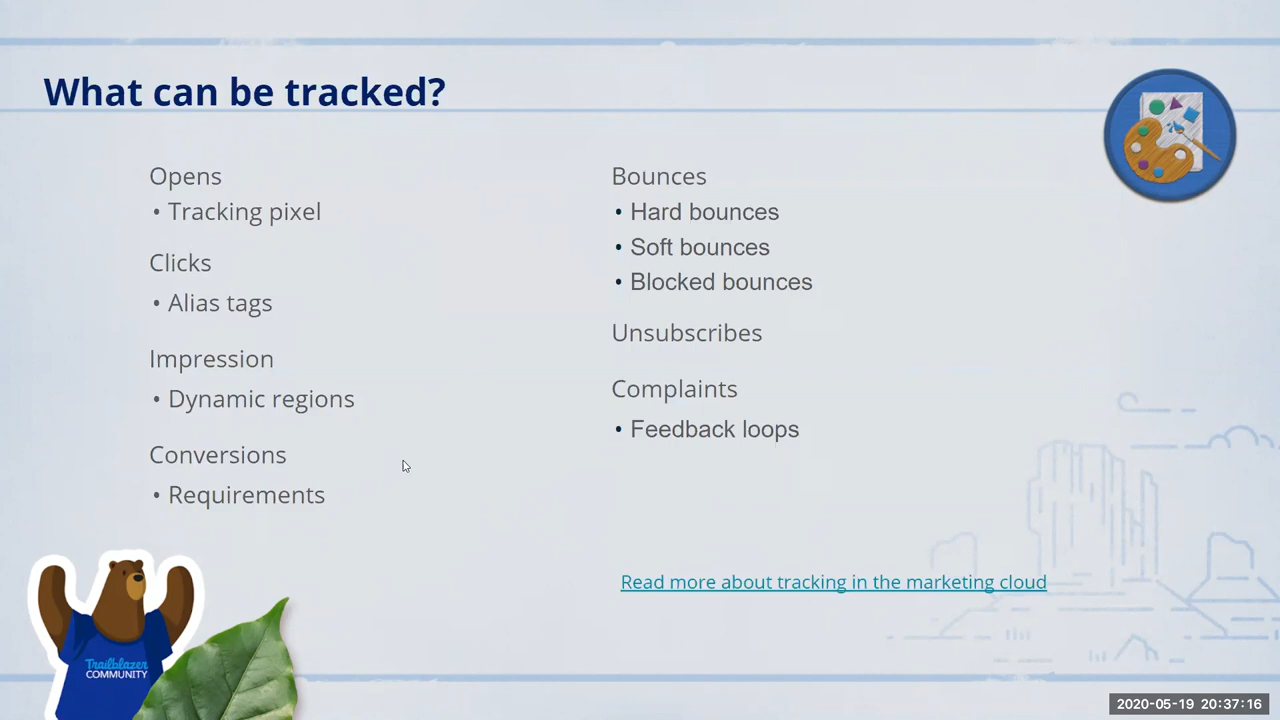 What can be tracked?
Opens
• Tracking pixel
Clicks
• Alias tags
Impression
• Dynamic regions
Conversions
• Requirements
Bounces
• Hard bounces
• Soft bounces
• Blocked bounces
Unsubscribes
Complaints
• Feedback loops
Read more about tracking in the marketing cloud
Trailblazer
COMMUNITY
2020-05-19 20:37:16